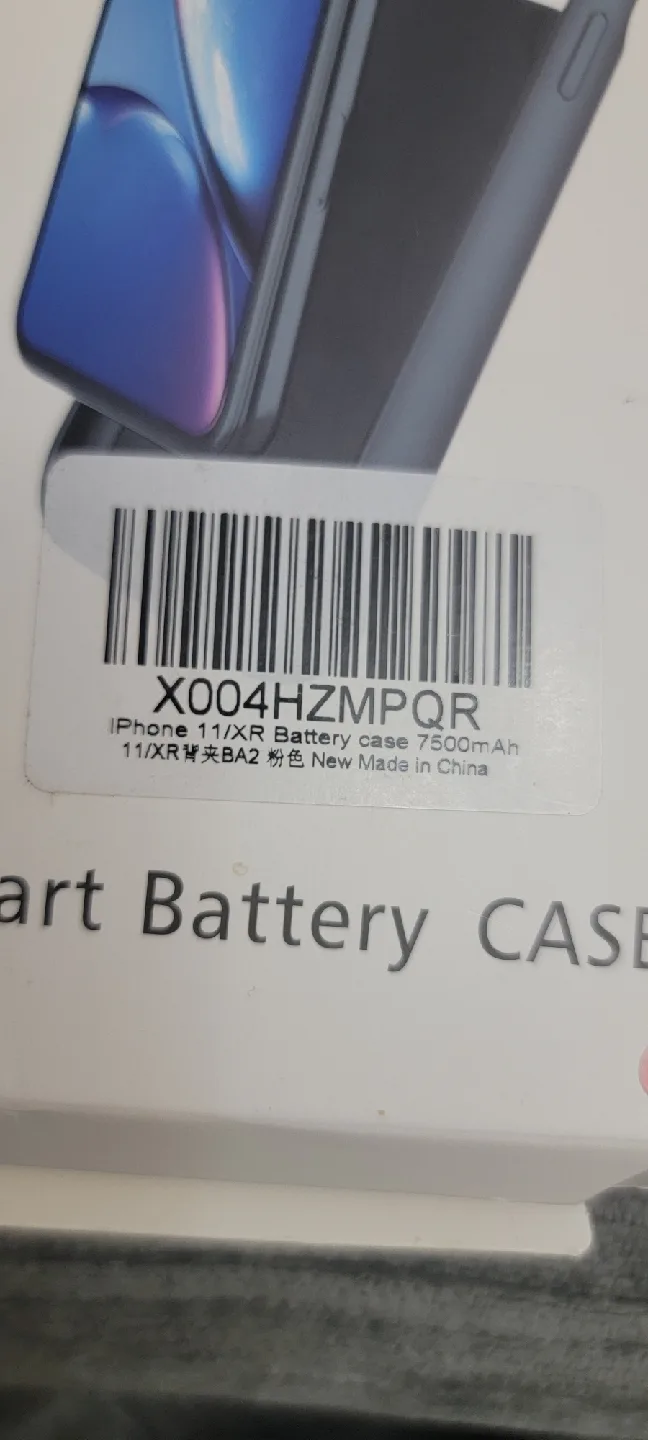 X004HZMPQR
IPhone 11/XR Battery case 7500mAh
11/XR背夹BA2 粉色 New Made in China
art Battery CASE